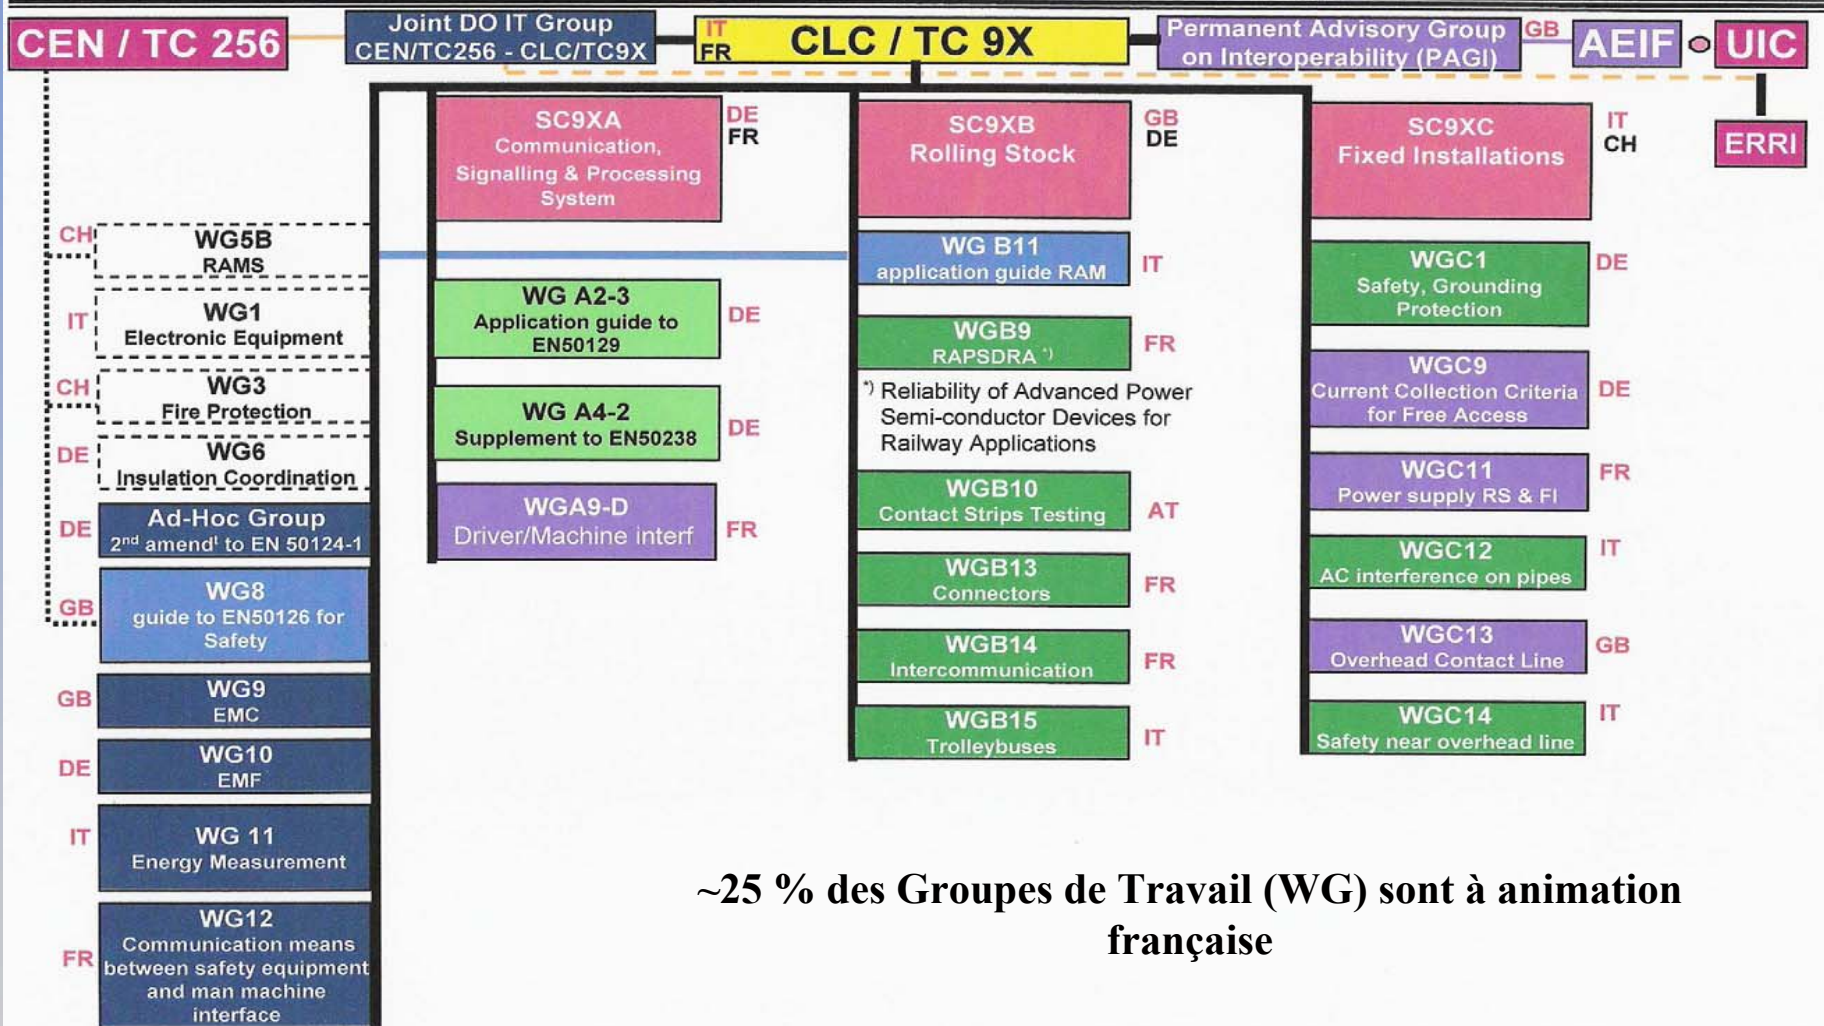 CEN / TC 256
Joint DO IT Group
CEN/TC256 - CLC/TC9X
IT
FR
CLC / TC 9X
Permanent Advisory Group
on Interoperability (PAGI)
GB
AEIF
UIC
ERRI
CH
WG5B
RAMS
IT
WG1
Electronic Equipment
CH
WG3
Fire Protection
DE
WG6
Insulation Coordination
DE
Ad-Hoc Group
2nd amendt to EN 50124-1
GB
WG8
guide to EN50126 for
Safety
GB
WG9
EMC
DE
WG10
EMF
IT
WG 11
Energy Measurement
FR
WG12
Communication means
between safety equipment
and man machine
interface
SC9XA
Communication,
Signalling & Processing
System
DE
FR
WG A2-3
Application guide to
EN50129
DE
WG A4-2
Supplement to EN50238
DE
WGA9-D
Driver/Machine interf
FR
SC9XB
Rolling Stock
GB
DE
WG B11
application guide RAM
IT
WGB9
RAPSDRA *)
FR
*) Reliability of Advanced Power
Semi-conductor Devices for
Railway Applications
WGB10
Contact Strips Testing
AT
WGB13
Connectors
FR
WGB14
Intercommunication
FR
WGB15
Trolleybuses
IT
SC9XC
Fixed Installations
IT
CH
WGC1
Safety, Grounding
Protection
DE
WGC9
Current Collection Criteria
for Free Access
DE
WGC11
Power supply RS & FI
FR
WGC12
AC interference on pipes
IT
WGC13
Overhead Contact Line
GB
WGC14
Safety near overhead line
IT
~25 % des Groupes de Travail (WG) sont à animation
française